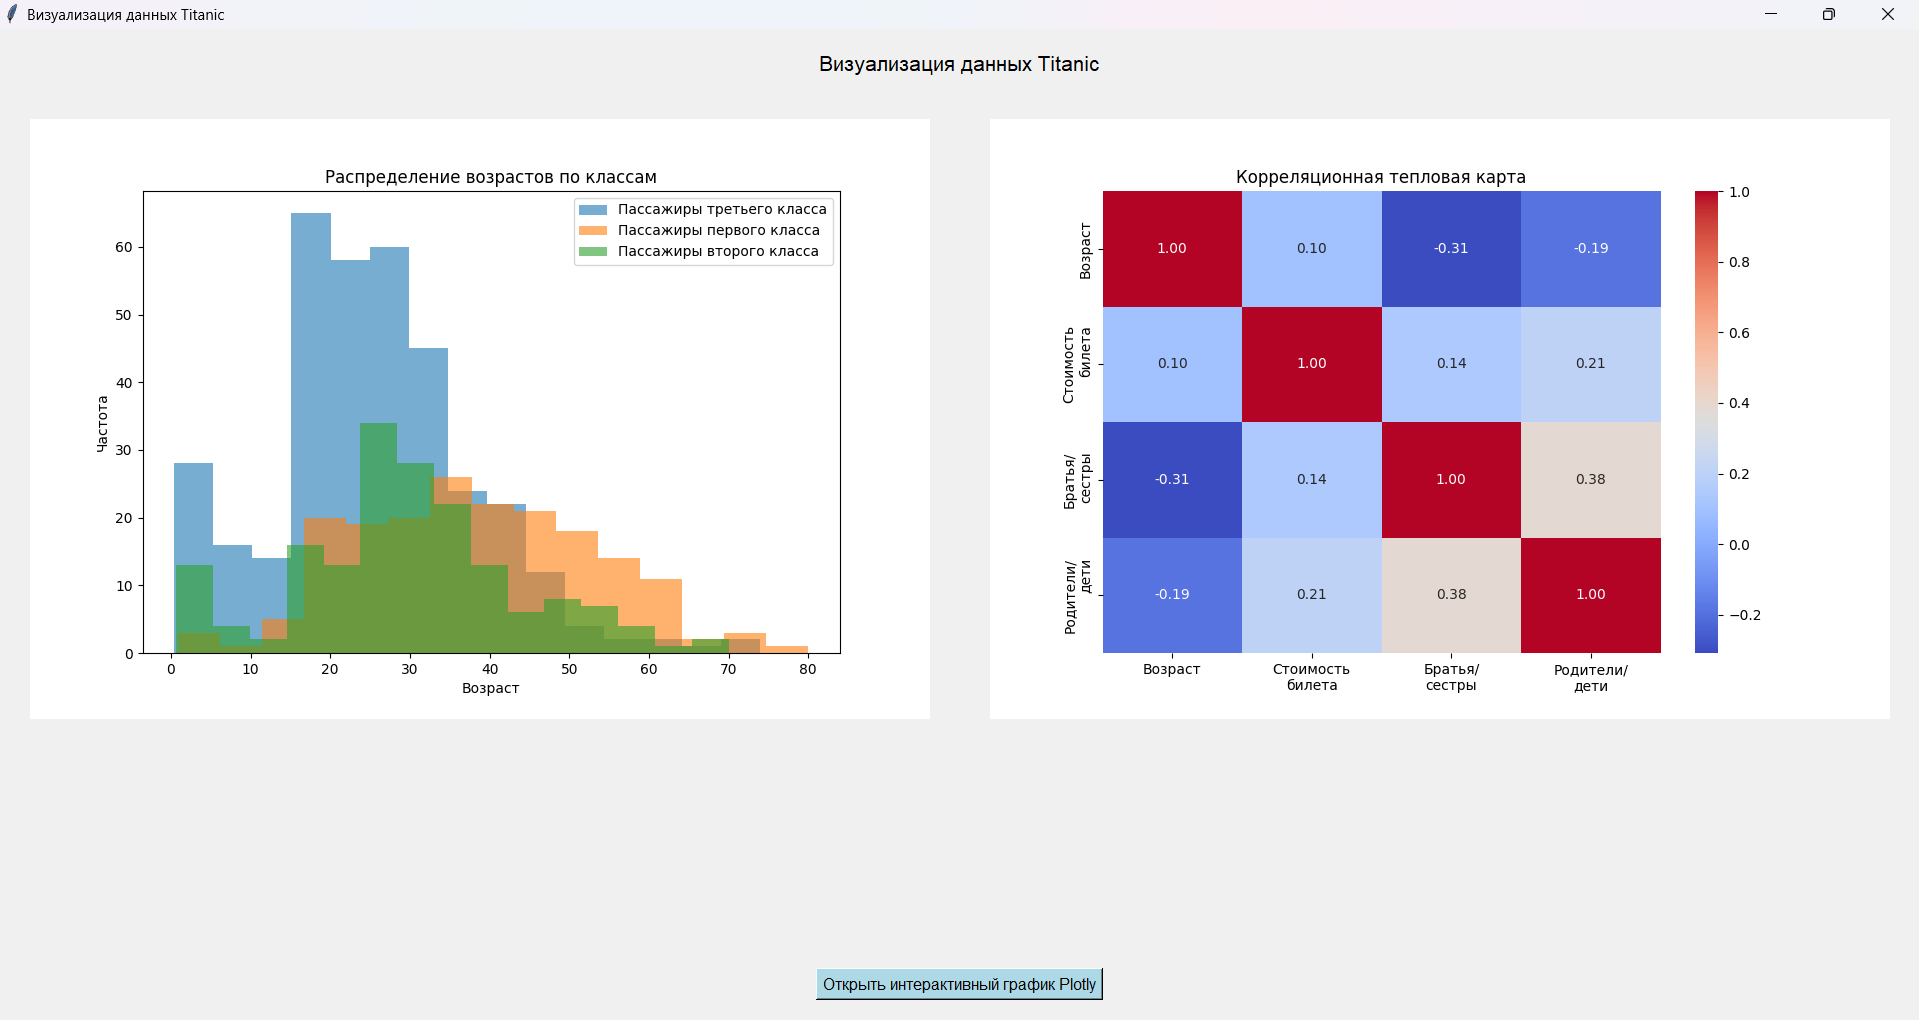 Визуализация данных Titanic
Визуализация данных Titanic
Распределение возрастов по классам
Пассажиры третьего класса
Пассажиры первого класса
Пассажиры второго класса
60
50
40
30
20
10
0
Частота
0 10 20 30 40 50 60 70 80
Возраст
Корреляционная тепловая карта
Возраст
Стоимость
билета
Братья/
сестры
Родители/
дети
1.00 0.10 -0.31 -0.19
0.10 1.00 0.14 0.21
-0.31 0.14 1.00 0.38
-0.19 0.21 0.38 1.00
Возраст
Стоимость
билета
Братья/
сестры
Родители/
дети
1.0
0.8
0.6
0.4
0.2
0.0
−0.2
Открыть интерактивный график Plotly